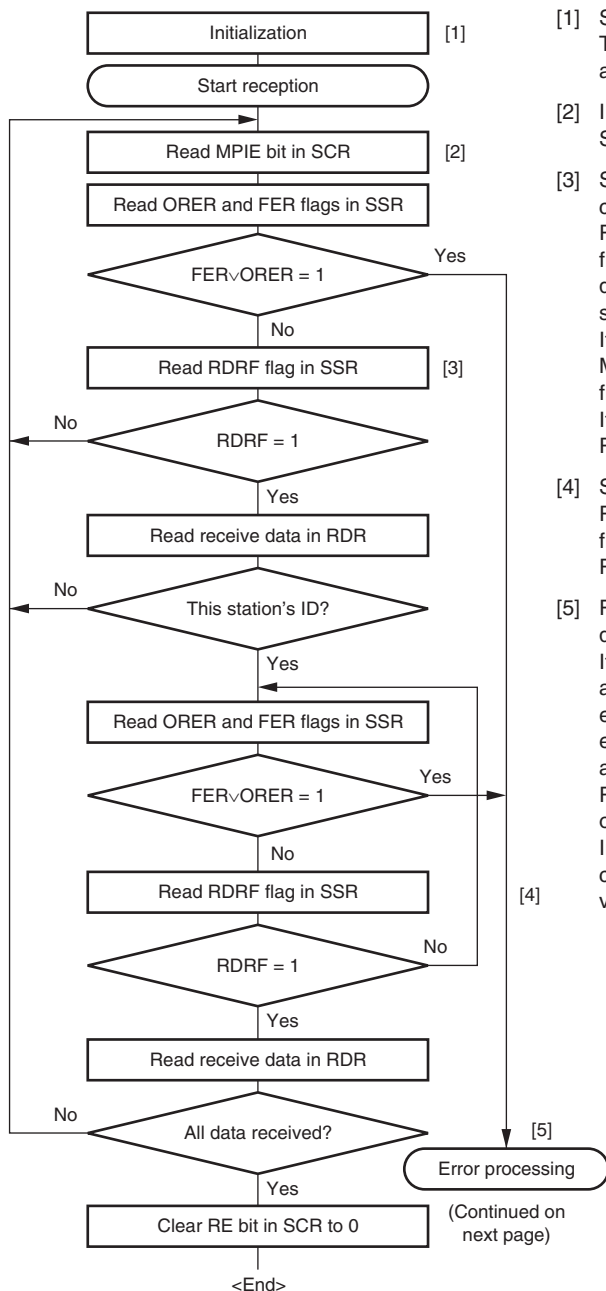 Initialization [1]
Start reception
Read MPIE bit in SCR [2]
Read ORER and FER flags in SSR
FER∨ORER = 1
Yes
No
Read RDRF flag in SSR [3]
No
RDRF = 1
Yes
Read receive data in RDR
No
This station's ID?
Yes
Read ORER and FER flags in SSR
FER∨ORER = 1
Yes
No
Read RDRF flag in SSR
[4]
RDRF = 1
No
Yes
Read receive data in RDR
No
All data received?
[5]
Error processing
Yes
(Continued on
next page)
Clear RE bit in SCR to 0
<End>
[1]
[2]
[3]
[4]
[5]